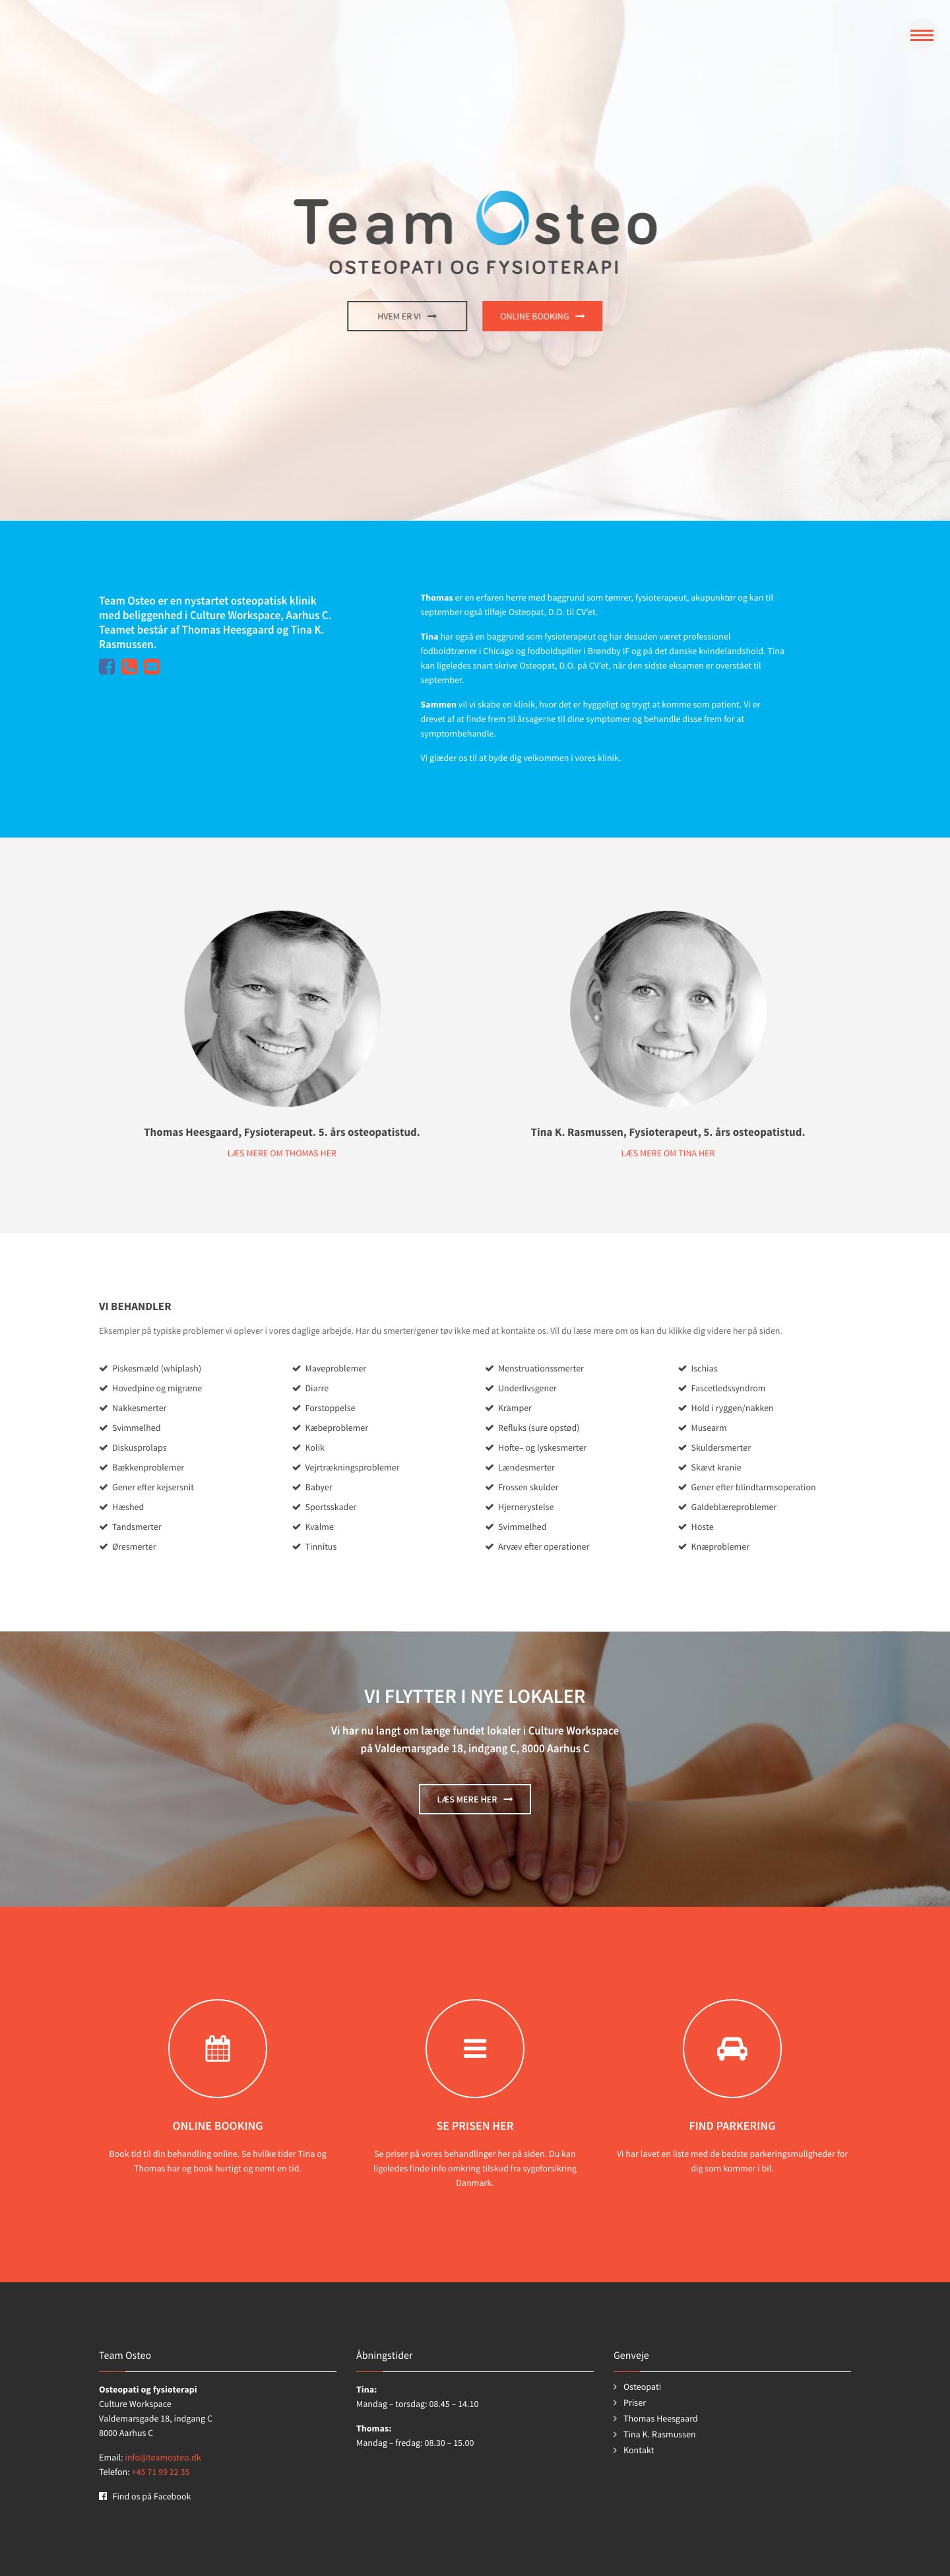 Team Osteo
OSTEOPATI OG FYSIOTERAPI
HVEM ER VI
ONLINE BOOKING
Team Osteo er en nystartet osteopatisk klinik
med beliggenhed i Culture Workspace, Aarhus C.
Teamet består af Thomas Heesgaard og Tina K.
Rasmussen.
Thomas er en erfaren herre med baggrund som tømrer, fysioterapeut, akupunktør og kan til
september også tilføje Osteopat, D.O. til CV'et.
Tina har også en baggrund som fysioterapeut og har desuden været professionel
fodboldtræner i Chicago og fodboldspiller i Brøndby IF og på det danske kvindelandshold. Tina
kan ligeledes snart skrive Osteopat, D.O. på CV'et, når den sidste eksamen er overstået til
september.
Sammen vil vi skabe en klinik, hvor det er hyggeligt og trygt at komme som patient. Vi er
drevet af at finde frem til årsagerne til dine symptomer og behandle disse frem for at
symptombehandle.
Vi glæder os til at byde dig velkommen i vores klinik.
Thomas Heesgaard, Fysioterapeut. 5. års osteopatistud.
LÆS MERE OM THOMAS HER
Tina K. Rasmussen, Fysioterapeut, 5. års osteopatistud.
LÆS MERE OM TINA HER
VI BEHANDLER
Eksempler på typiske problemer vi oplever i vores daglige arbejde. Har du smerter/gener tøv ikke med at kontakte os. Vil du læse mere om os kan du klikke dig videre her på siden.
Piskesmæld (whiplash)
Hovedpine og migræne
Nakkesmerter
Svimmelhed
Diskusprolaps
Bækkenproblemer
Gener efter kejsersnit
Hæshed
Tandsmerter
Øresmerter
Maveproblemer
Diarre
Forstoppelse
Kæbeproblemer
Kolik
Vejrtrækningsproblemer
Babyer
Sportsskader
Kvalme
Tinnitus
Menstruationssmerter
Underlivsgener
Kramper
Refluks (sure opstød)
Hofte– og lyskesmerter
Lændesmerter
Frossen skulder
Hjernerystelse
Svimmelhed
Arvæv efter operationer
Ischias
Fascetledssyndrom
Hold i ryggen/nakken
Musearm
Skuldersmerter
Skævt kranie
Gener efter blindtarmsoperation
Galdeblæreproblemer
Hoste
Knæproblemer
VI FLYTTER I NYE LOKALER
Vi har nu langt om længe fundet lokaler i Culture Workspace
på Valdemarsgade 18, indgang C, 8000 Aarhus C
LÆS MERE HER
ONLINE BOOKING
Book tid til din behandling online. Se hvilke tider Tina og
Thomas har og book hurtigt og nemt en tid.
SE PRISEN HER
Se priser på vores behandlinger her på siden. Du kan
ligeledes finde info omkring tilskud fra sygeforsikring
Danmark.
FIND PARKERING
Vi har lavet en liste med de bedste parkeringsmuligheder for
dig som kommer i bil.
Team Osteo
Osteopati og fysioterapi
Culture Workspace
Valdemarsgade 18, indgang C
8000 Aarhus C
Email: info@teamosteo.dk
Telefon: +45 71 99 22 35
Find os på Facebook
Åbningstider
Tina:
Mandag – torsdag: 08.45 – 14.10
Thomas:
Mandag – fredag: 08.30 – 15.00
Genveje
Osteopati
Priser
Thomas Heesgaard
Tina K. Rasmussen
Kontakt